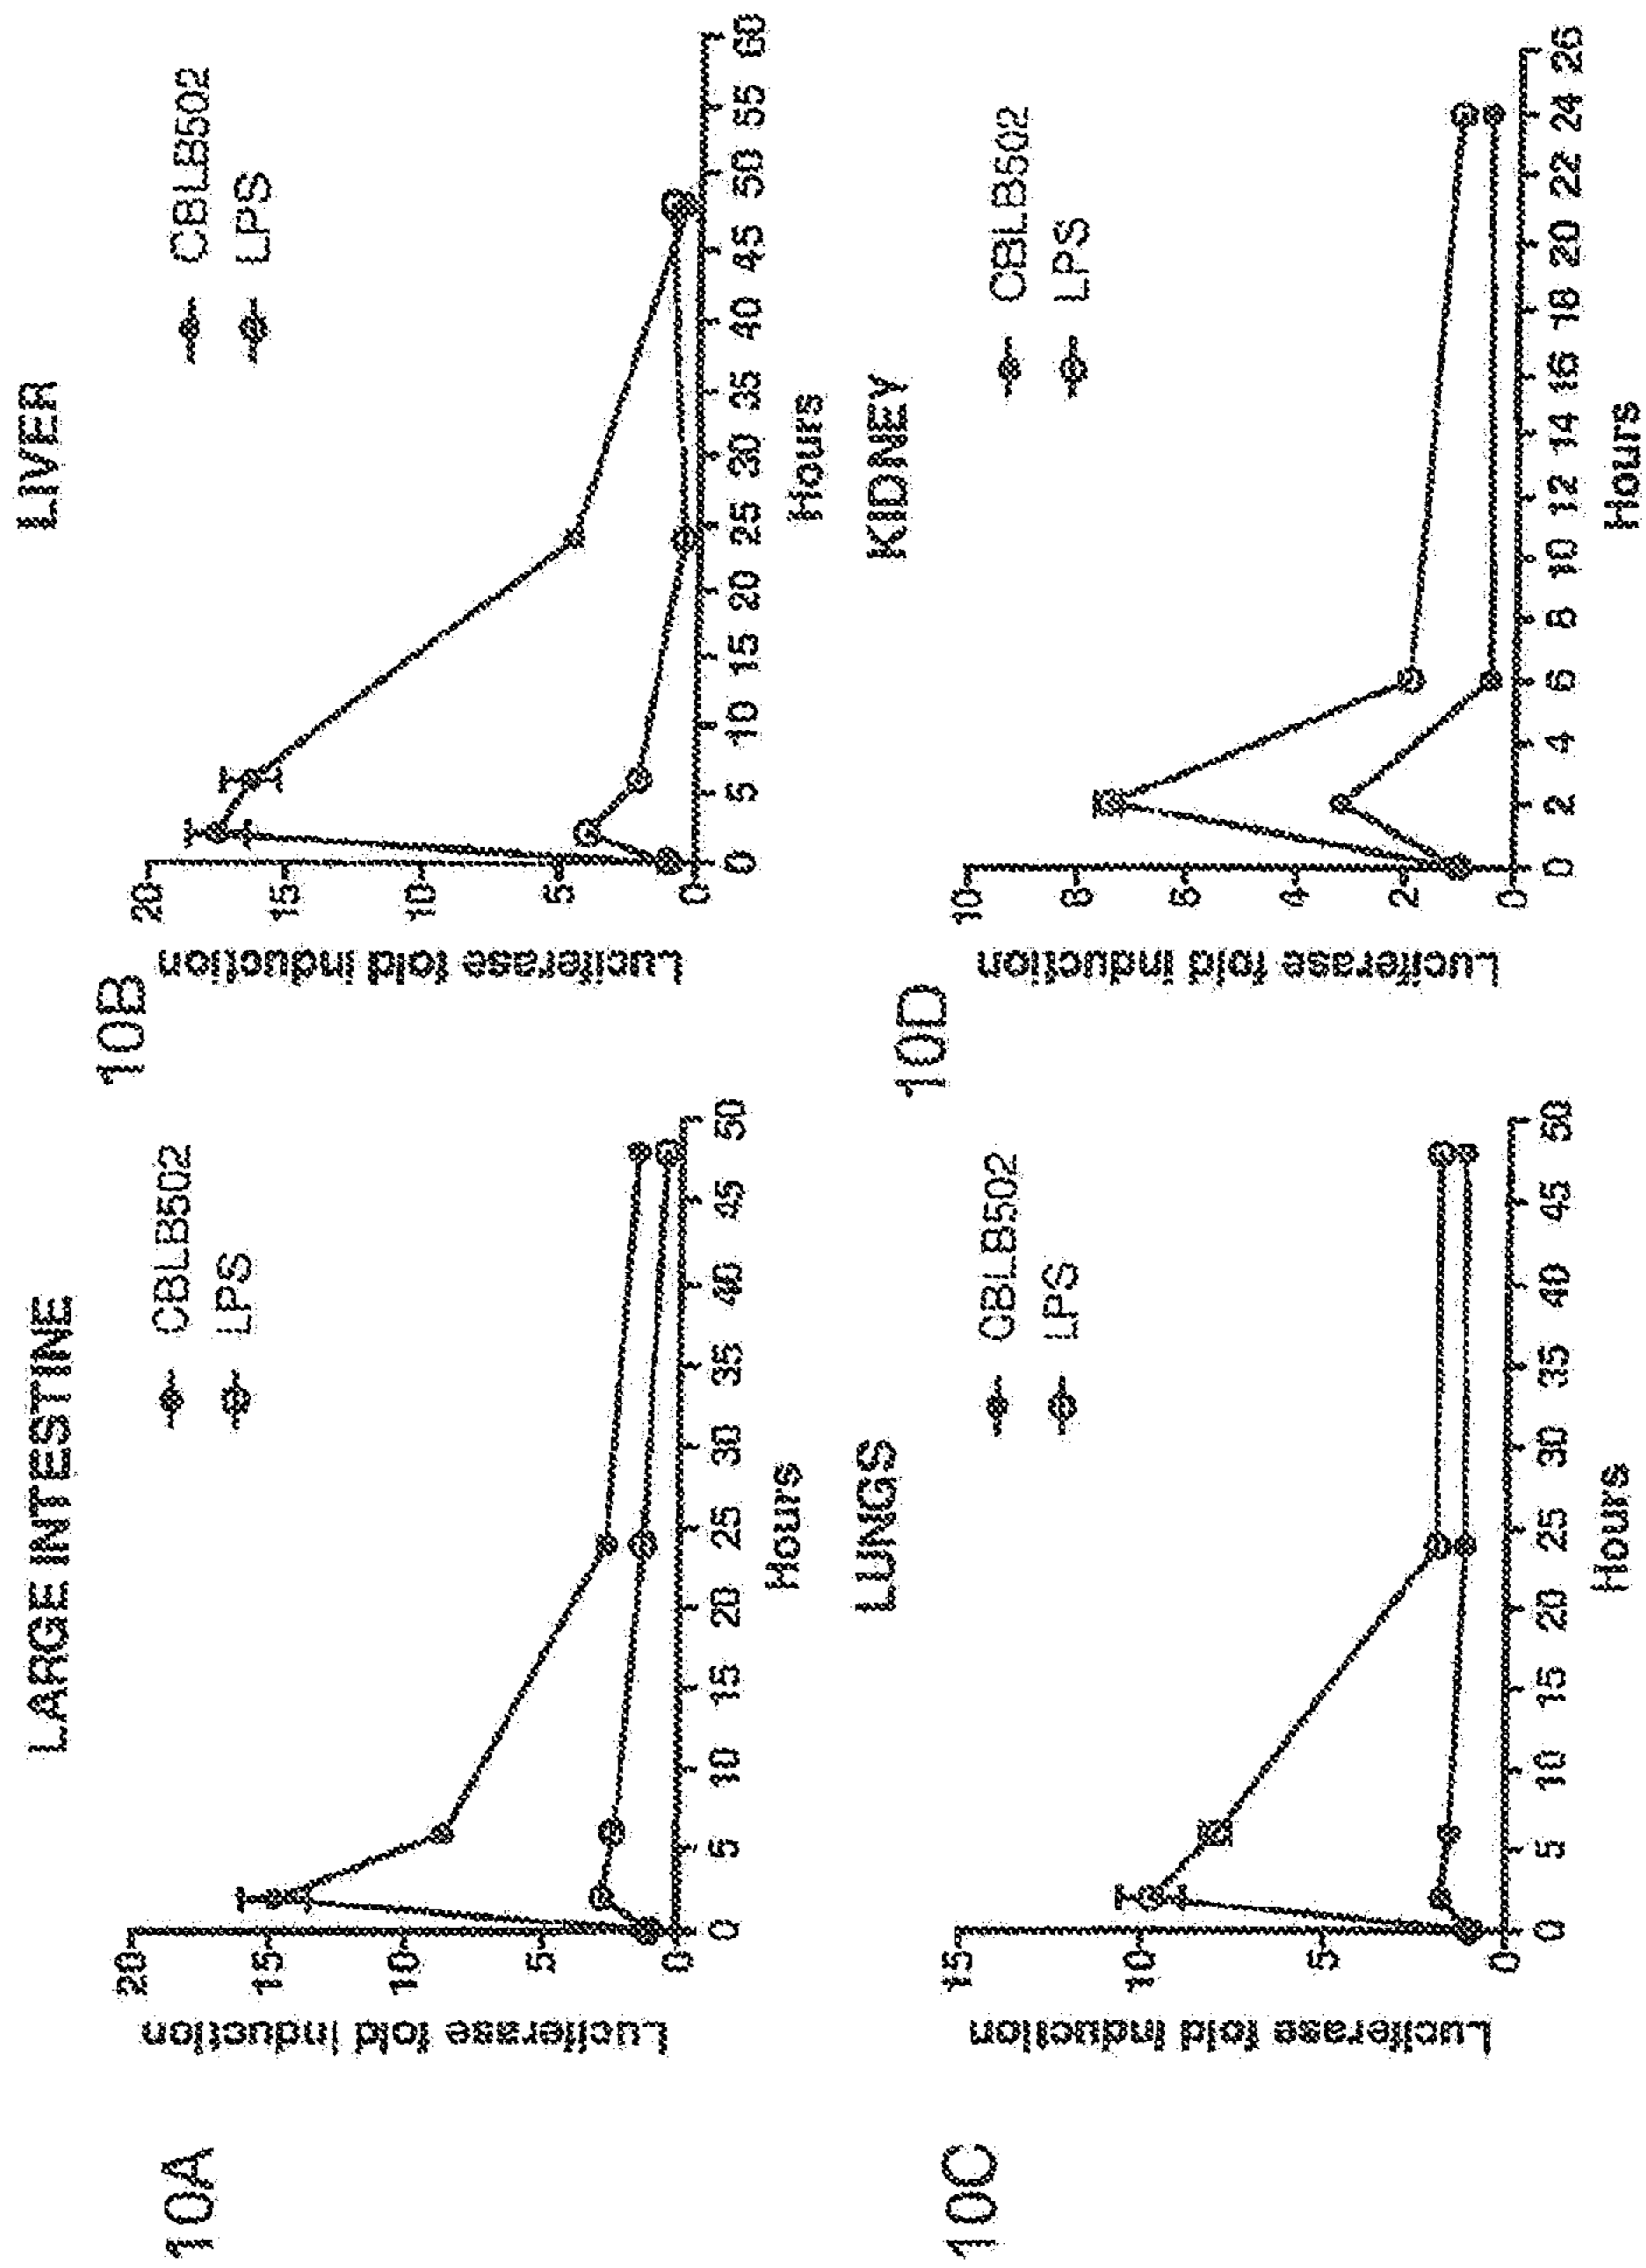 10A
LARGE INTESTINE
CBLB502
LPS
Luciferase fold induction
20
15
10
5
0
0 5 10 15 20 25 30 35 40 45 50
Hours
10B
LIVER
CBLB502
LPS
Luciferase fold induction
20
15
10
5
0
0 5 10 15 20 25 30 35 40 45 50 55 60
Hours
10C
LUNGS
CBLB502
LPS
Luciferase fold induction
15
10
5
0
0 5 10 15 20 25 30 35 40 45 50
Hours
10D
KIDNEY
CBLB502
LPS
Luciferase fold induction
10
8
6
4
2
0
0 2 4 6 8 10 12 14 16 18 20 22 24 26
Hours